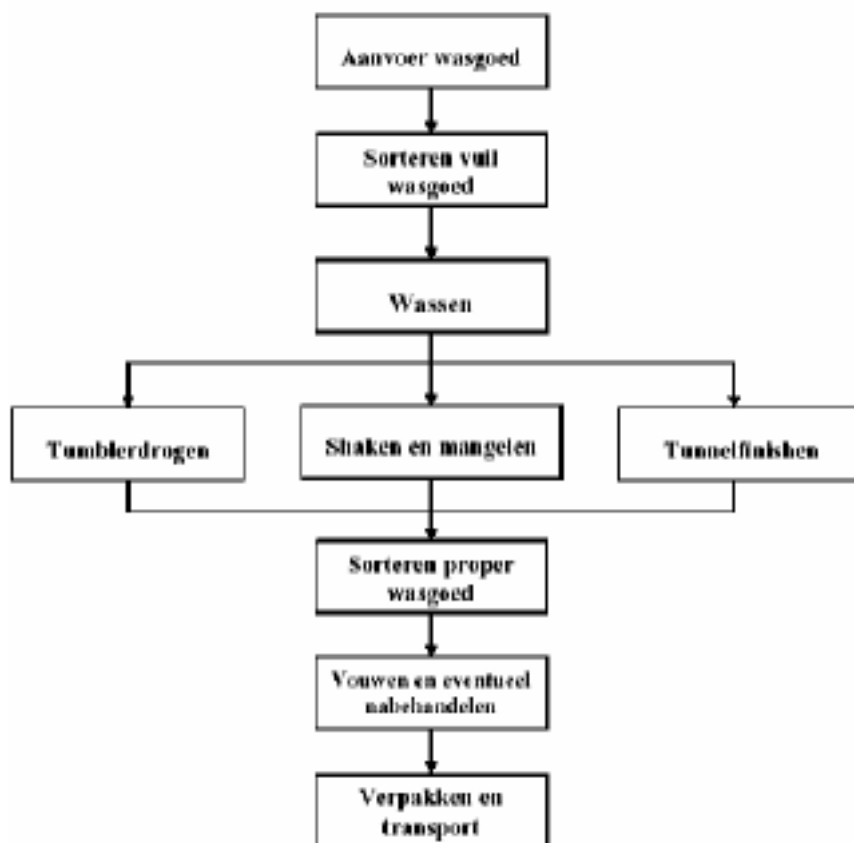 Aanvoer wasgoed
Sorteren vuil
wasgoed
Wassen
Tumblerdrogen
Shaken en mangelen
Tunnelfinishen
Sorteren proper
wasgoed
Vouwen en eventueel
nabehandelen
Verpakken en
transport